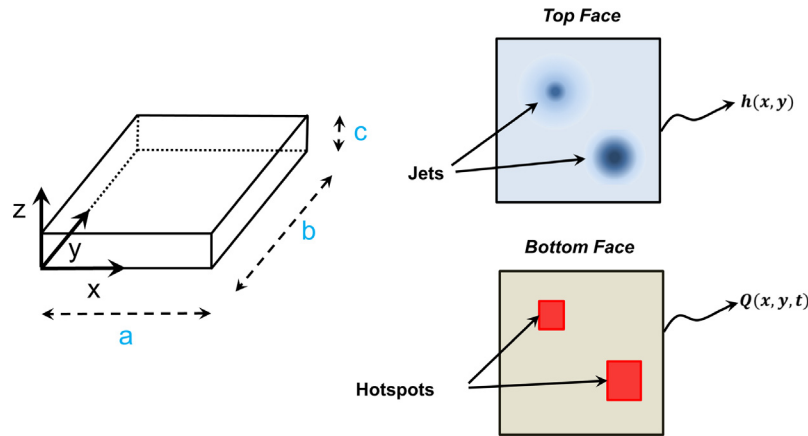 z
y
x
a
b
c
Top Face
h(x, y)
Jets
Bottom Face
Q(x, y, t)
Hotspots